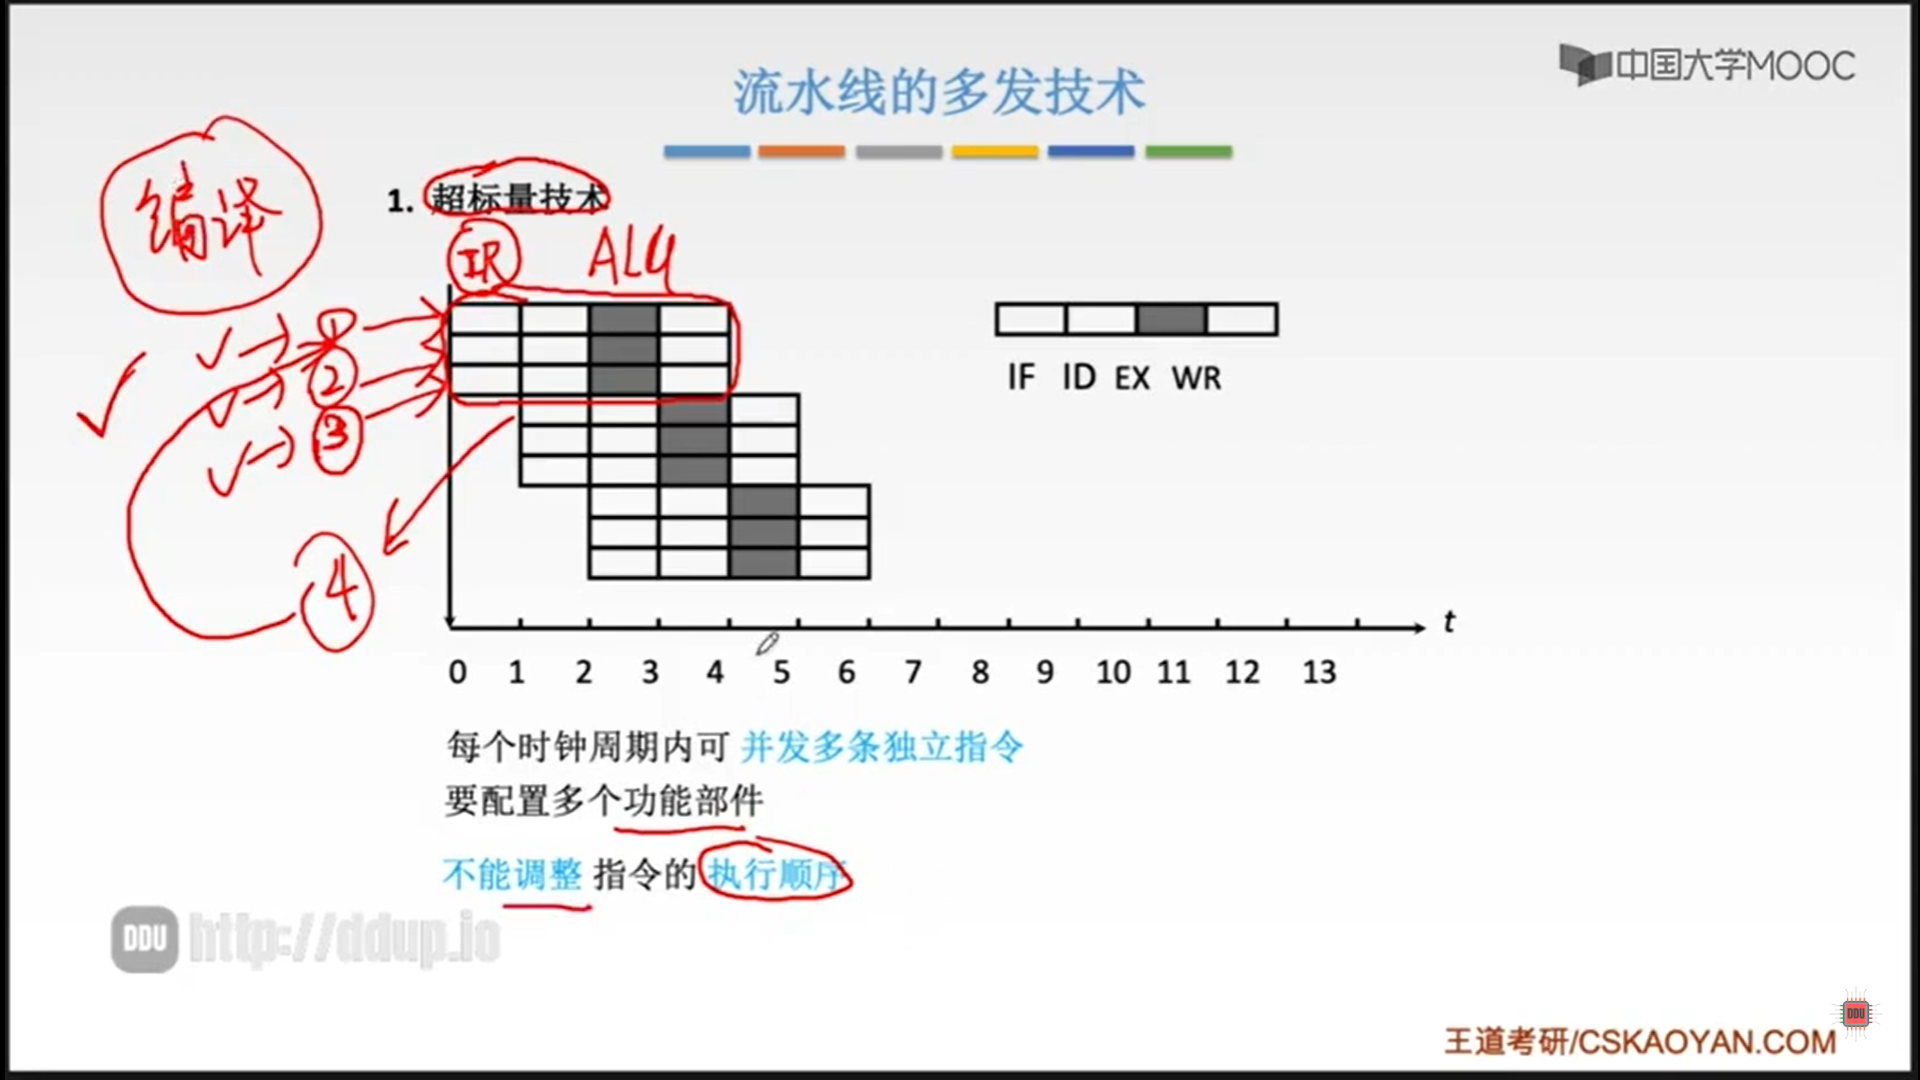 中国大学MOOC
流水线的多发技术
1. 超标量技术
编译
IR ALU
①
②
③
④
IF ID EX WR
t
0 1 2 3 4 5 6 7 8 9 10 11 12 13
每个时钟周期内可 并发多条独立指令
要配置多个功能部件
不能调整 指令的 执行顺序
DDU http://ddup.io
DDU
王道考研/CSKAOYAN.COM